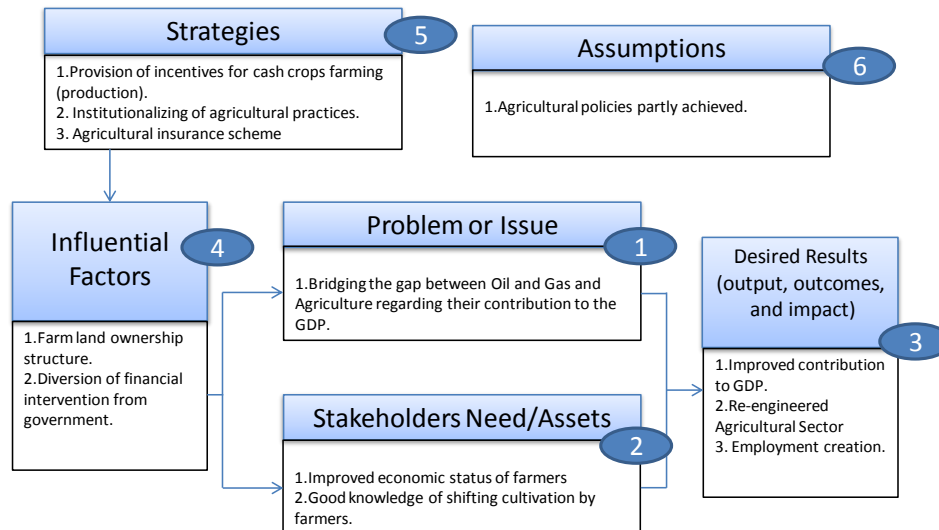 Strategies
5
1.Provision of incentives for cash crops farming
(production).
2. Institutionalizing of agricultural practices.
3. Agricultural insurance scheme
Assumptions
6
1.Agricultural policies partly achieved.
Influential
Factors
4
1.Farm land ownership
structure.
2.Diversion of financial
intervention from
government.
Problem or Issue
1
1.Bridging the gap between Oil and Gas and
Agriculture regarding their contribution to the
GDP.
Stakeholders Need/Assets
2
1.Improved economic status of farmers
2.Good knowledge of shifting cultivation by
farmers.
Desired Results
(output, outcomes,
and impact)
3
1.Improved contribution
to GDP.
2.Re-engineered
Agricultural Sector
3. Employment creation.